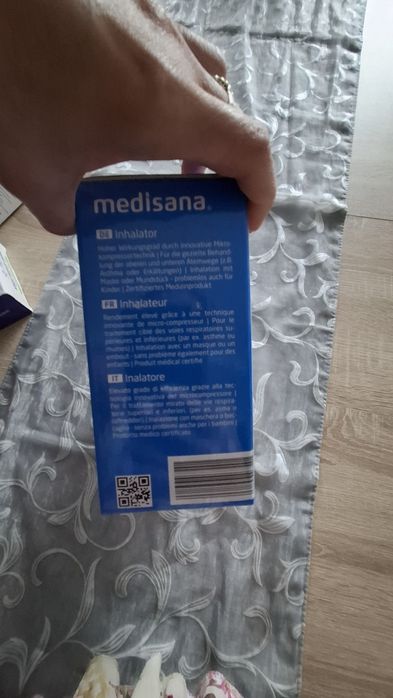 medisana®
DE Inhalator
Hoher Wirkungsgrad durch innovative Mikro-
kompressortechnik | Für die gezielte Behand-
lung der oberen und unteren Atemwege (z.B.
Asthma oder Erkältungen) | Inhalation mit
Maske oder Mundstück - problemlos auch für
Kinder | Zertifiziertes Medizinprodukt
FR Inhalateur
Rendement élevé grâce à une technique
innovante de micro-compresseur | Pour le
traitement ciblé des voies respiratoires su-
périeures et inférieures (par ex. asthme ou
rhumes) | Inhalation avec un masque ou un
embout - sans problème également pour des
enfants | Produit médical certifié
IT Inalatore
Elevato grado di efficienza grazie alla tec-
nologia innovativa del microcompressore |
Per il trattamento mirato delle vie respira-
torie superiori e inferiori (per es. asma o
raffreddori) | Inalazione con maschera o boc-
caglio - senza problemi anche per i bambini |
Prodotto medico certificato